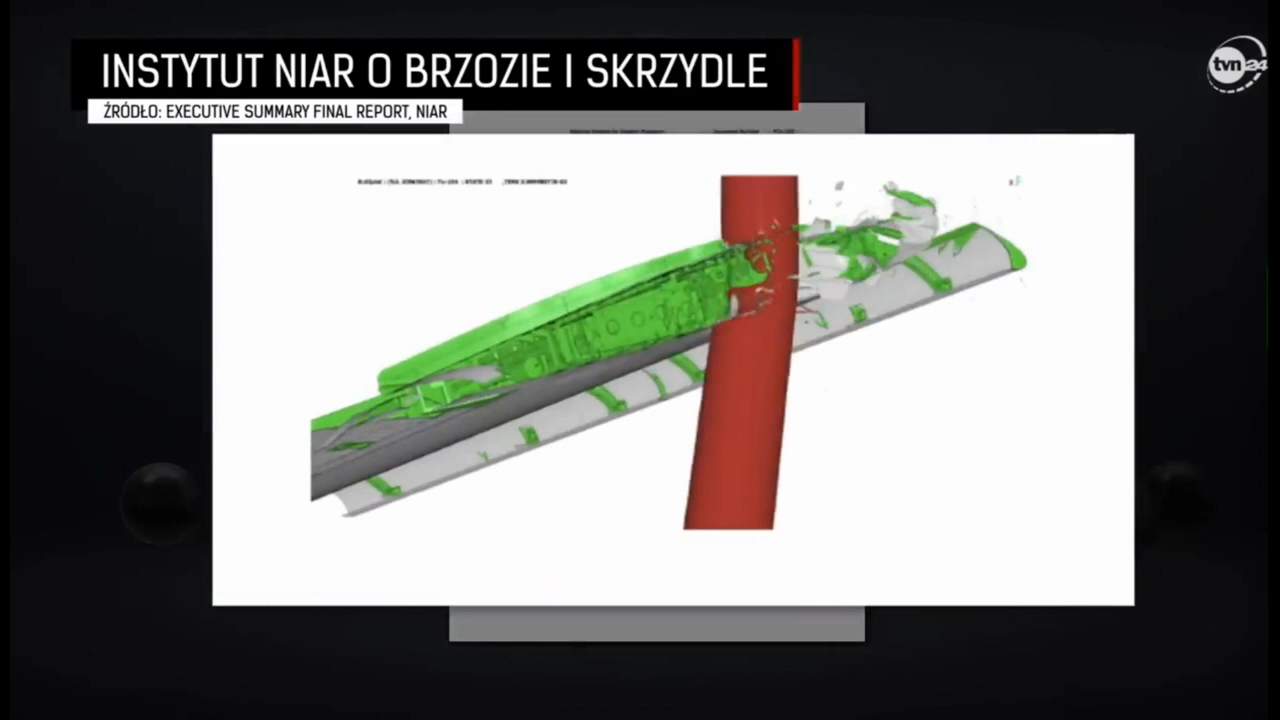 INSTYTUT NIAR O BRZOZIE I SKRZYDLE
tvn24
ŹRÓDŁO: EXECUTIVE SUMMARY FINAL REPORT, NIAR